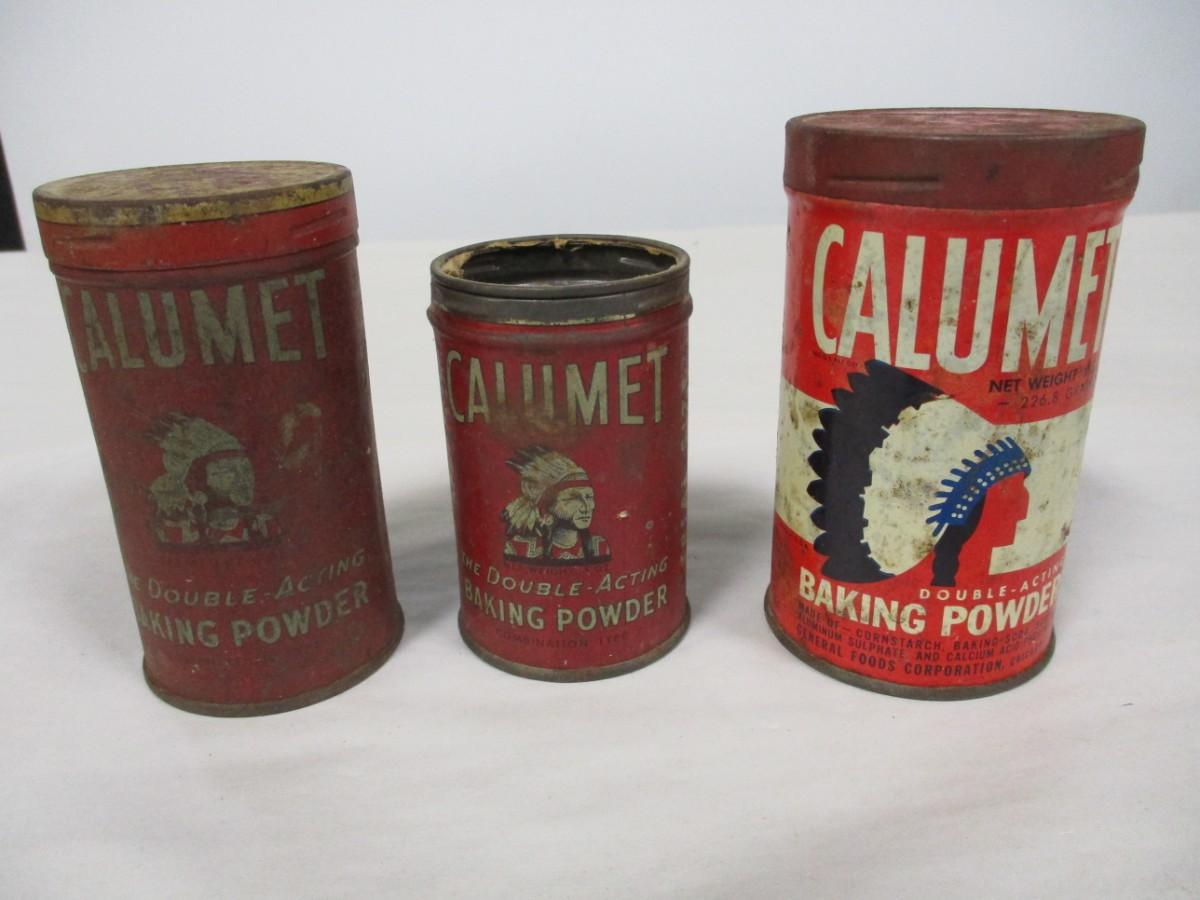 CALUMET
THE DOUBLE-ACTING
BAKING POWDER
CALUMET
THE DOUBLE-ACTING
BAKING POWDER
COMBINATION TYPE
CALUMET
NET WEIGHT
— 226.8
DOUBLE-ACTING
BAKING POWDER
MADE OF — CORNSTARCH, BAKING-SODA,
ALUMINUM SULPHATE, AND CALCIUM ACID
GENERAL FOODS CORPORATION,